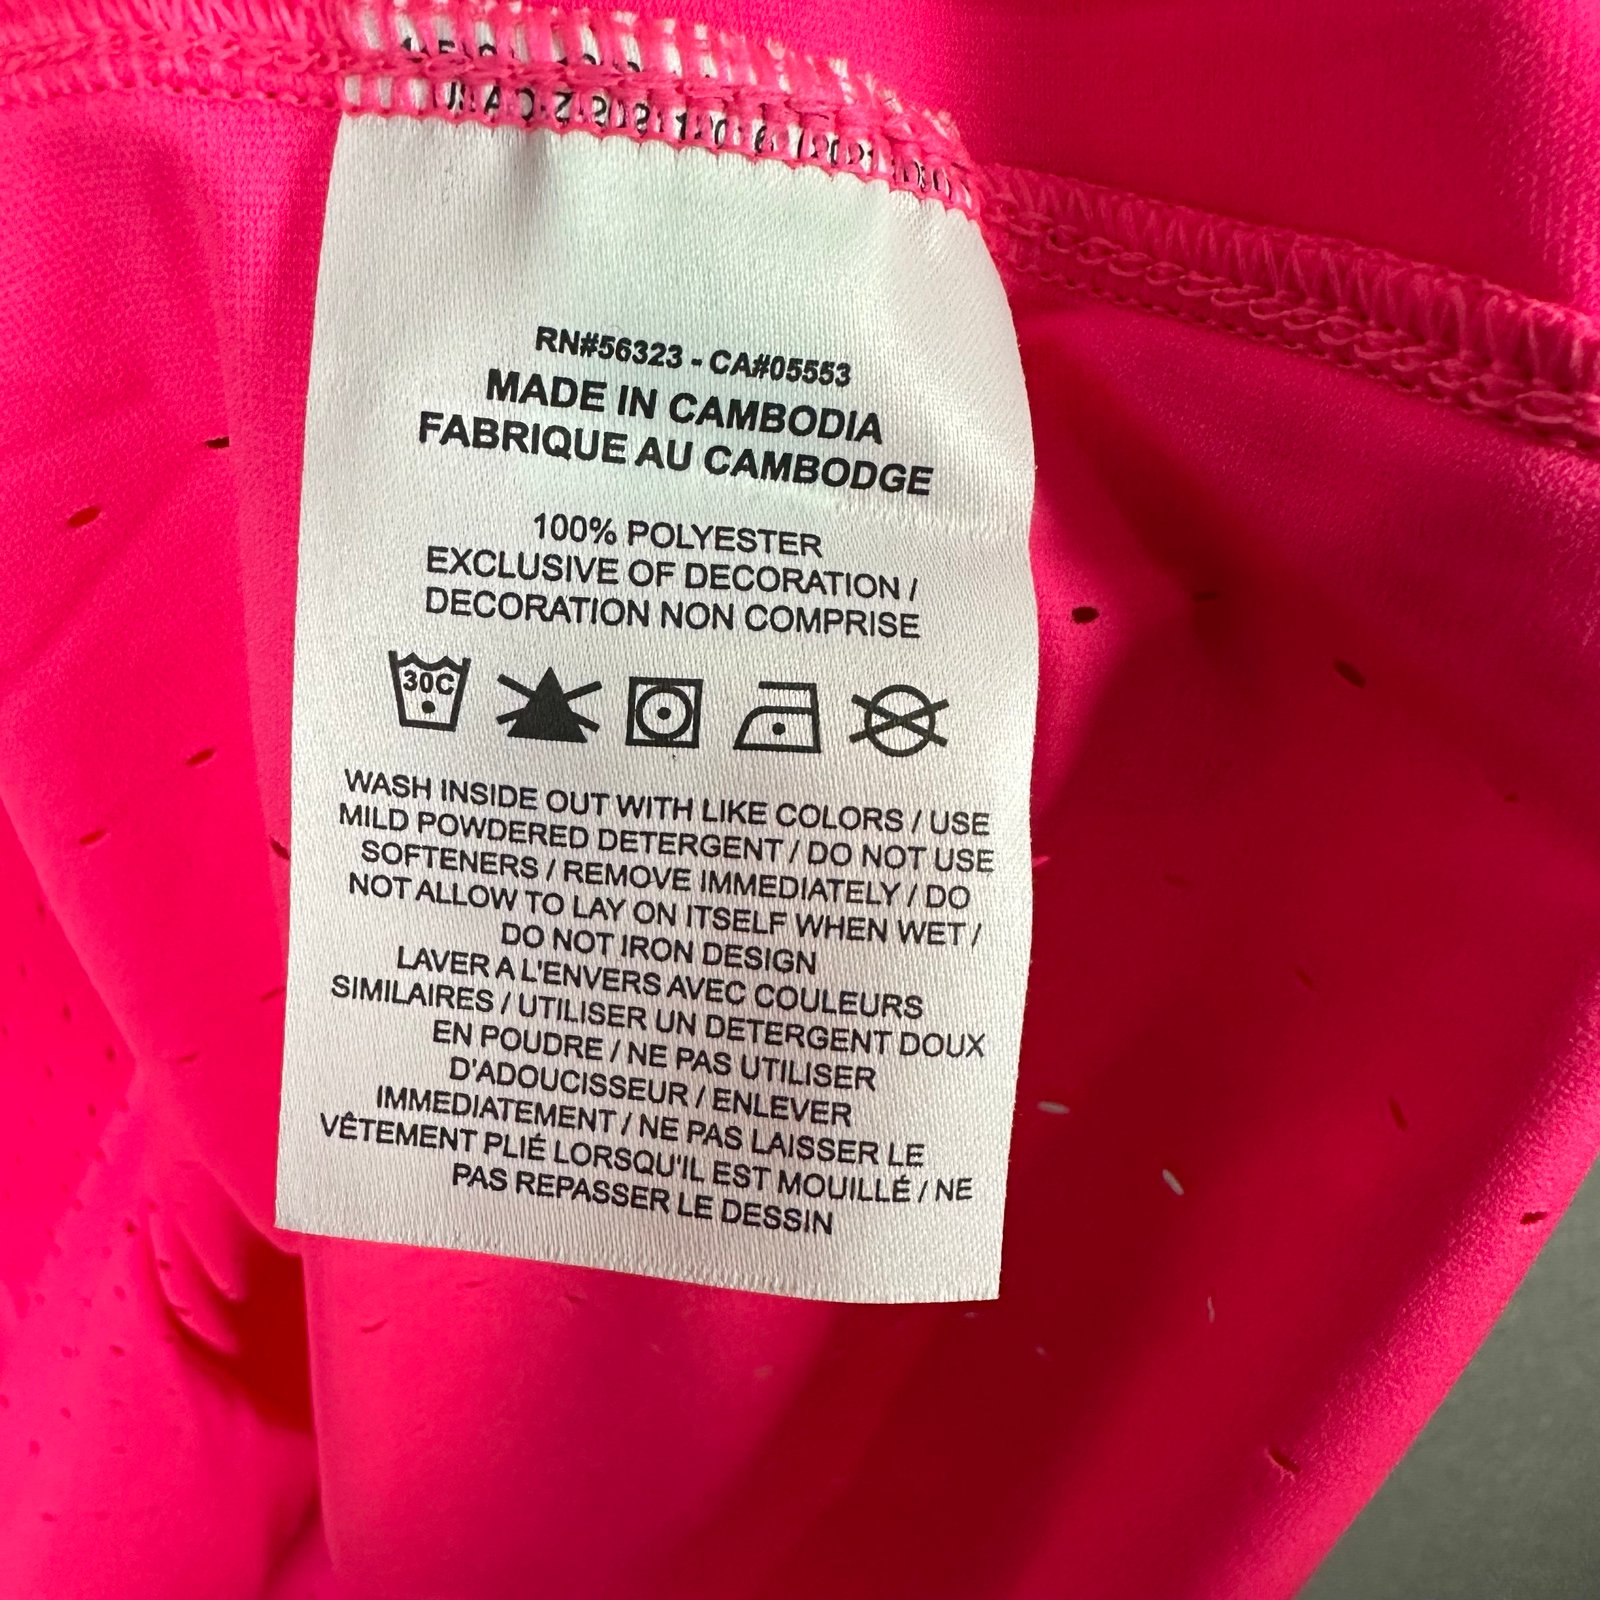 RN#56323 - CA#05553
MADE IN CAMBODIA
FABRIQUE AU CAMBODGE
100% POLYESTER
EXCLUSIVE OF DECORATION /
DECORATION NON COMPRISE
30C
WASH INSIDE OUT WITH LIKE COLORS / USE
MILD POWDERED DETERGENT / DO NOT USE
SOFTENERS / REMOVE IMMEDIATELY / DO
NOT ALLOW TO LAY ON ITSELF WHEN WET /
DO NOT IRON DESIGN
LAVER A L'ENVERS AVEC COULEURS
SIMILAIRES / UTILISER UN DETERGENT DOUX
EN POUDRE / NE PAS UTILISER
D'ADOUCISSEUR / ENLEVER
IMMEDIATEMENT / NE PAS LAISSER LE
VÊTEMENT PLIÉ LORSQU'IL EST MOUILLÉ / NE
PAS REPASSER LE DESSIN